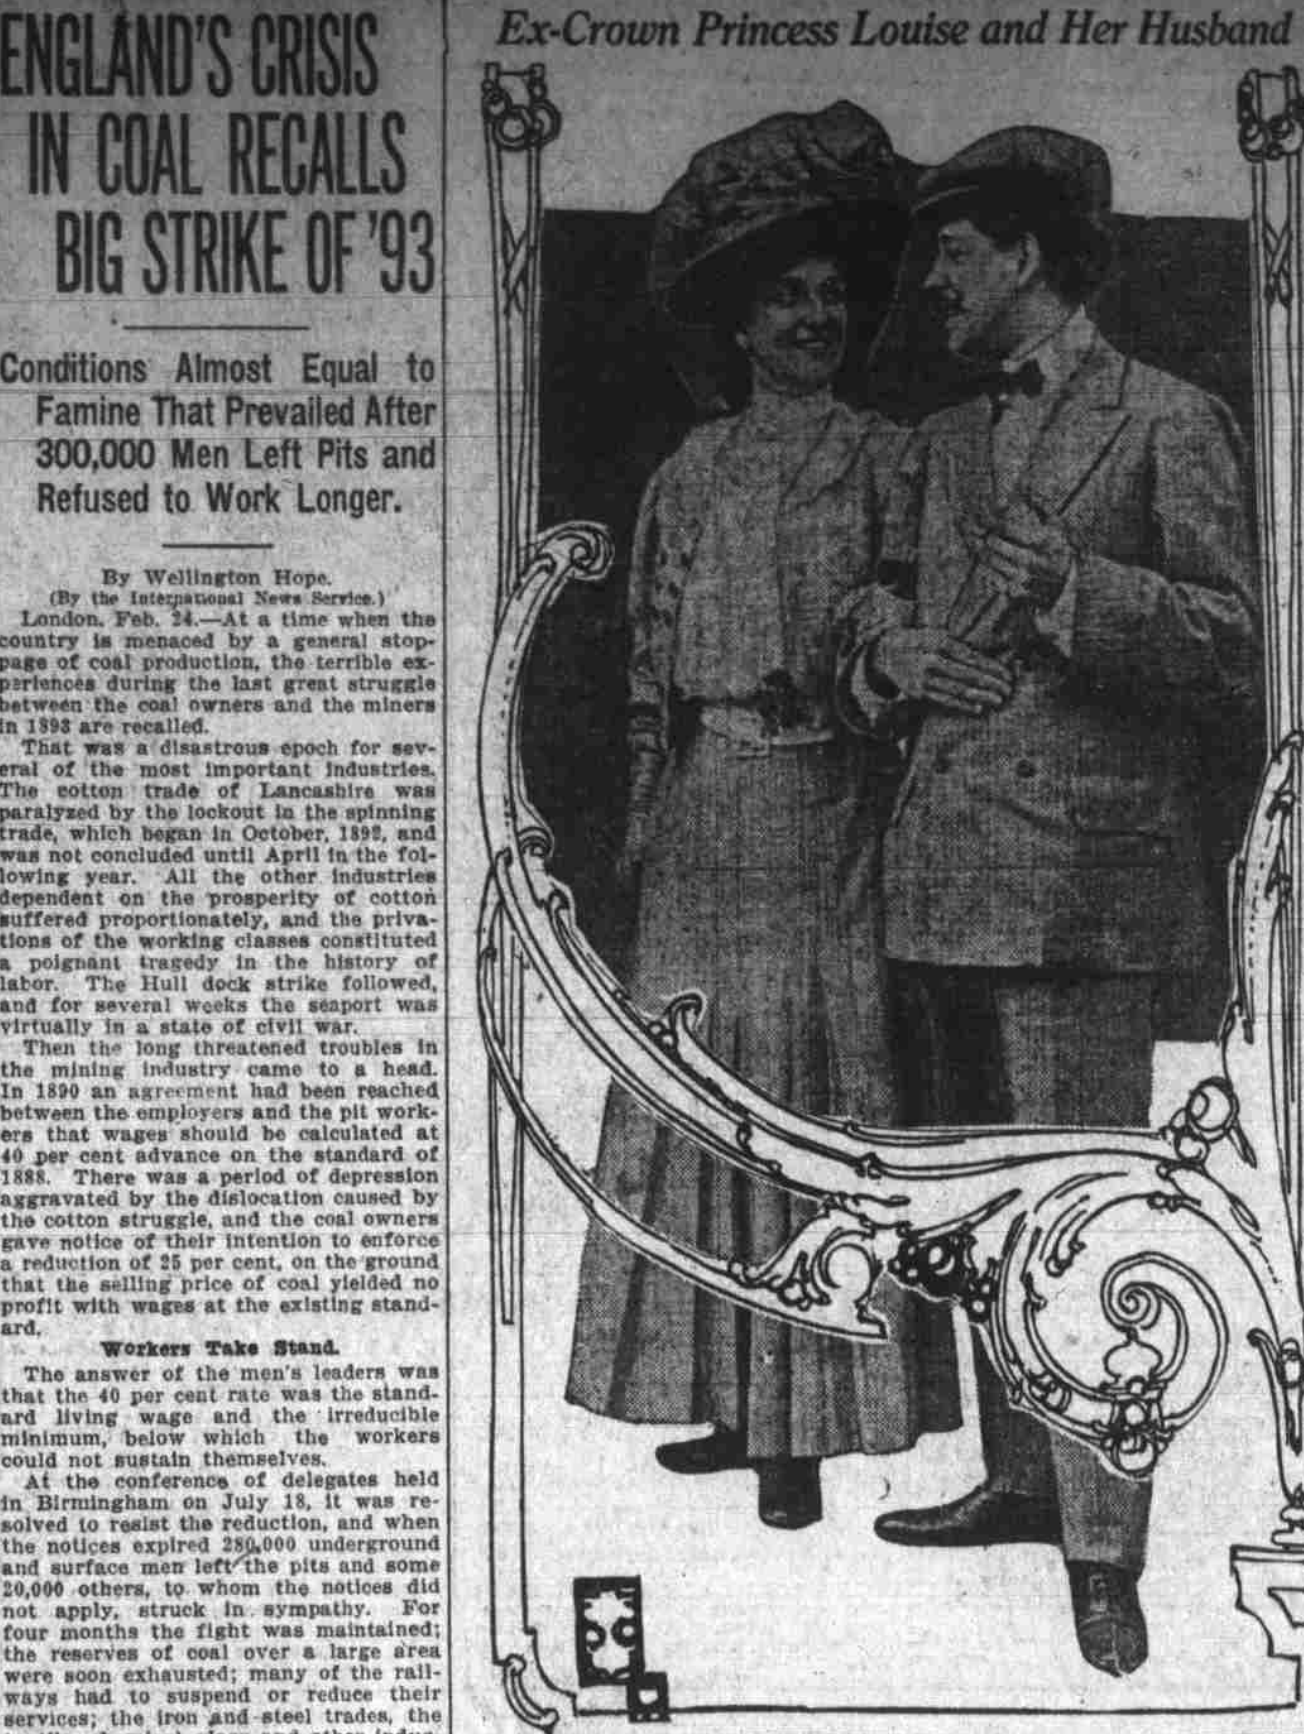 ENGLAND'S CRISIS
IN COAL RECALLS
BIG STRIKE OF '93
Conditions Almost Equal to
Famine That Prevailed After
300,000 Men Left Pits and
Refused to Work Longer.
By Wellington Hope.
(By the International News Service.)
London, Feb. 24.—At a time when the
country is menaced by a general stop-
page of coal production, the terrible ex-
periences during the last great struggle
between the coal owners and the miners
in 1893 are recalled.
That was a disastrous epoch for sev-
eral of the most important industries.
The cotton trade of Lancashire was
paralyzed by the lockout in the spinning
trade, which began in October, 1892, and
was not concluded until April in the fol-
lowing year. All the other industries
dependent on the prosperity of cotton
suffered proportionately, and the priva-
tions of the working classes constituted
a poignant tragedy in the history of
labor. The Hull dock strike followed,
and for several weeks the seaport was
virtually in a state of civil war.
Then the long threatened troubles in
the mining industry came to a head.
In 1890 an agreement had been reached
between the employers and the pit work-
ers that wages should be calculated at
40 per cent advance on the standard of
1888. There was a period of depression
aggravated by the dislocation caused by
the cotton struggle, and the coal owners
gave notice of their intention to enforce
a reduction of 25 per cent, on the ground
that the selling price of coal yielded no
profit with wages at the existing stand-
ard.
Workers Take Stand.
The answer of the men's leaders was
that the 40 per cent rate was the stand-
ard living wage and the irreducible
minimum, below which the workers
could not sustain themselves.
At the conference of delegates held
in Birmingham on July 18, it was re-
solved to resist the reduction, and when
the notices expired 280,000 underground
and surface men left the pits and some
20,000 others, to whom the notices did
not apply, struck in sympathy. For
four months the fight was maintained;
the reserves of coal over a large area
were soon exhausted; many of the rail-
ways had to suspend or reduce their
services; the iron and steel trades, the
Ex-Crown Princess Louise and Her Husband